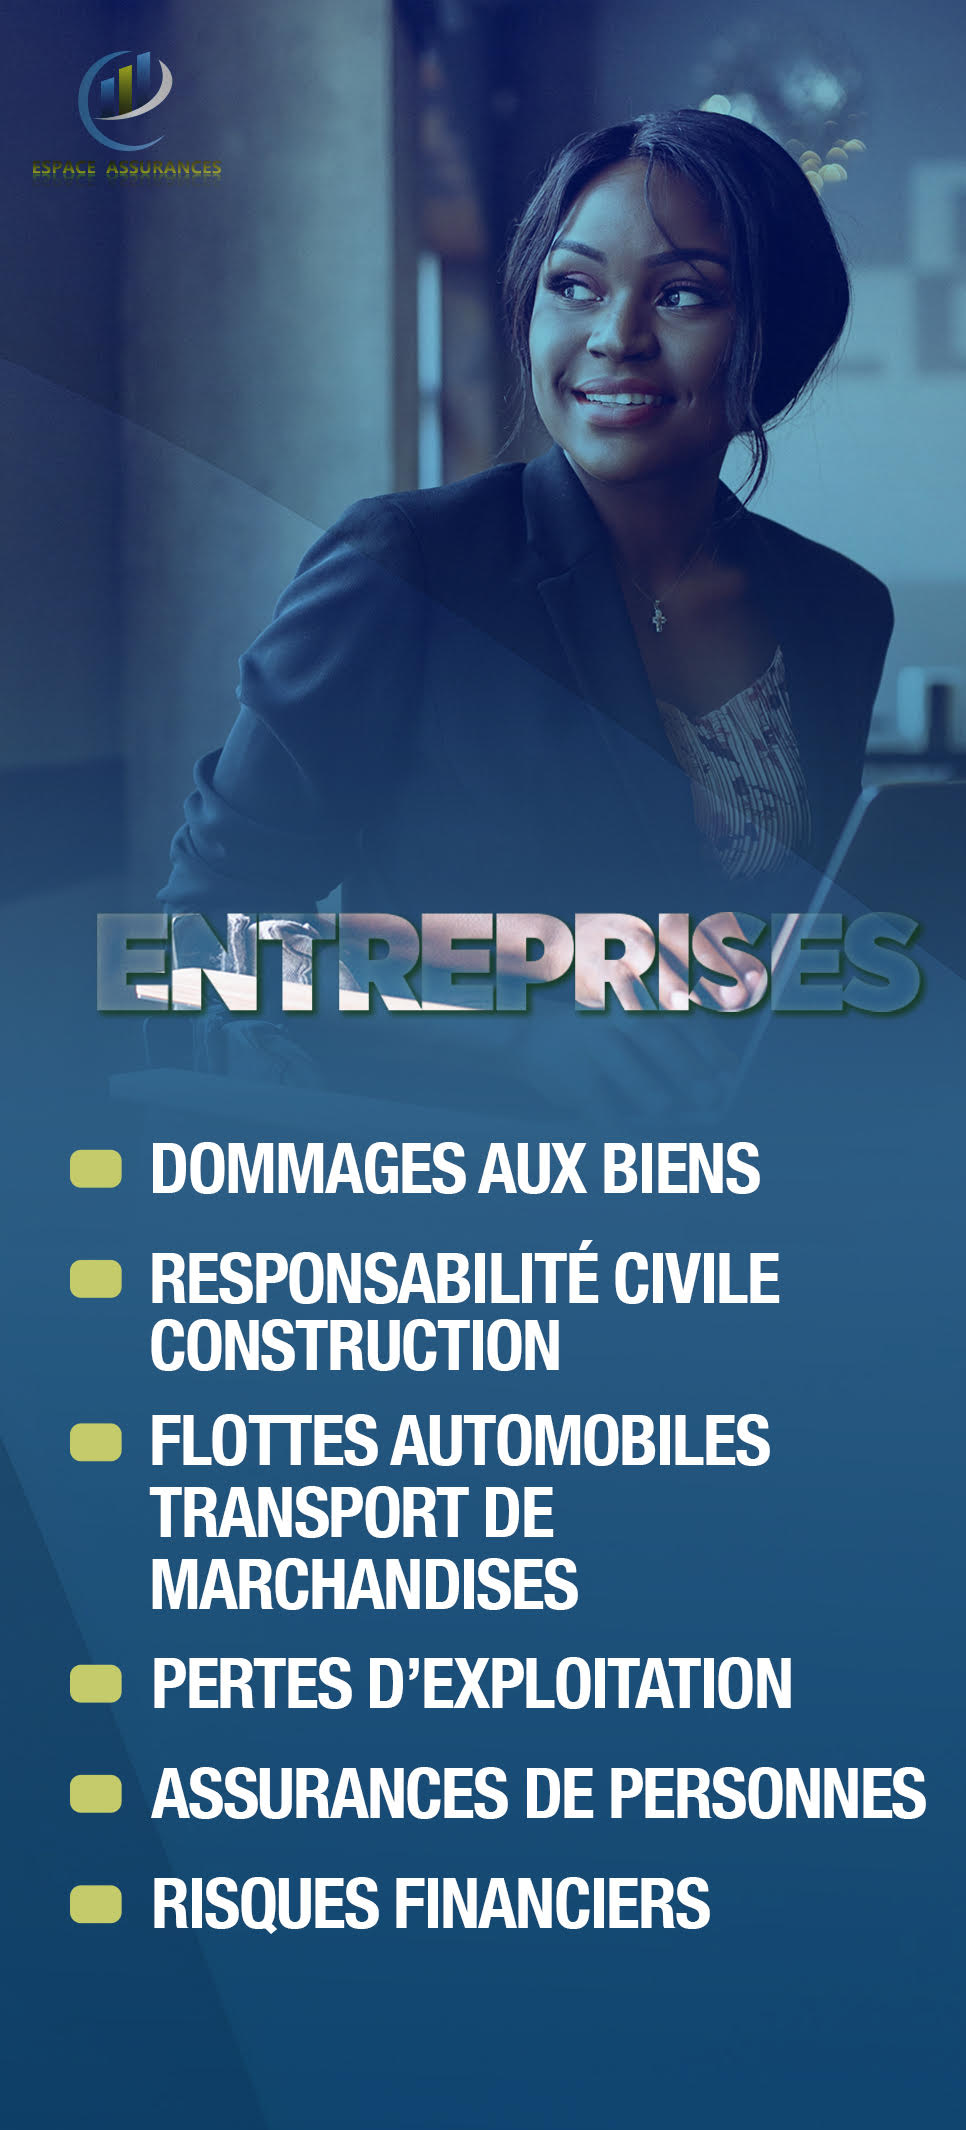 ESPACE ASSURANCES
ENTREPRISES
DOMMAGES AUX BIENS
RESPONSABILITÉ CIVILE
CONSTRUCTION
FLOTTES AUTOMOBILES
TRANSPORT DE
MARCHANDISES
PERTES D’EXPLOITATION
ASSURANCES DE PERSONNES
RISQUES FINANCIERS